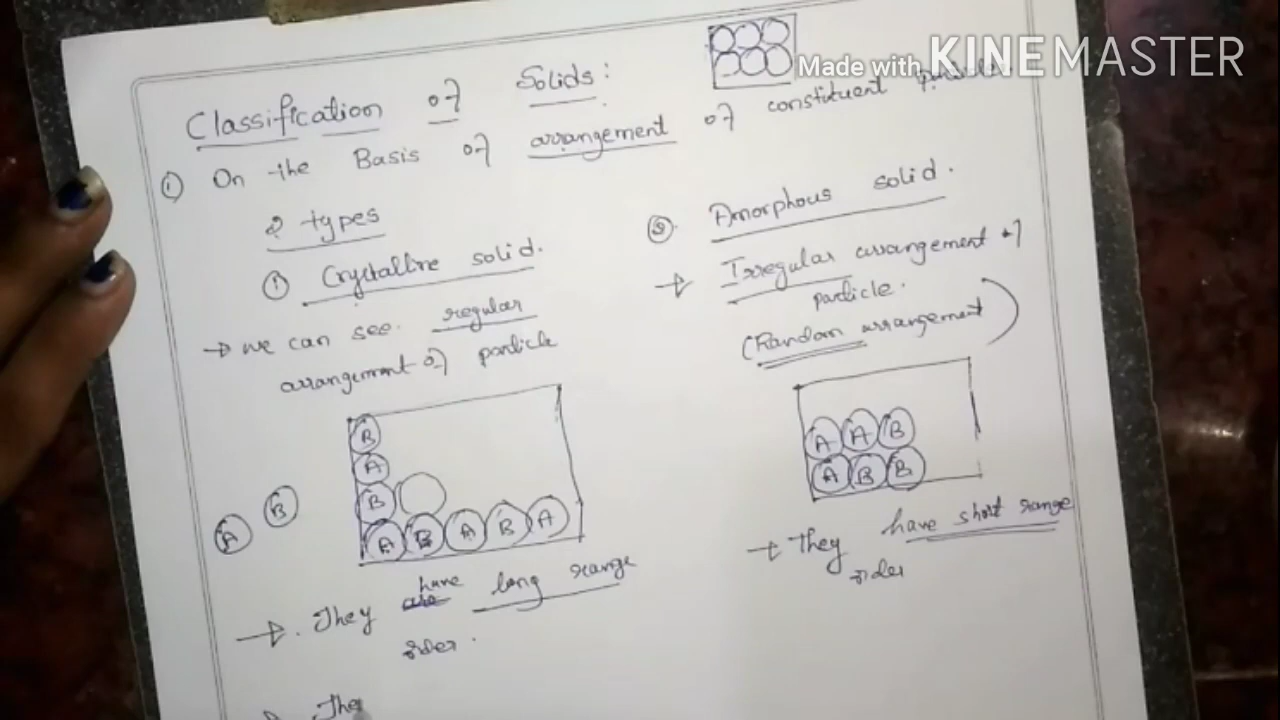 Made with KINEMASTER
Classification of Solids:
① On the Basis of arrangement of constituent
2 types
① Crystalline solid.
→ we can see regular
arrangement of particle
B
A
B
A B A B A
A B
→ They have long range
order.
→ They
② Amorphous solid.
→ Irregular arrangement of
particle.
(Random arrangement)
A A B
A B B
→ They have short range
order